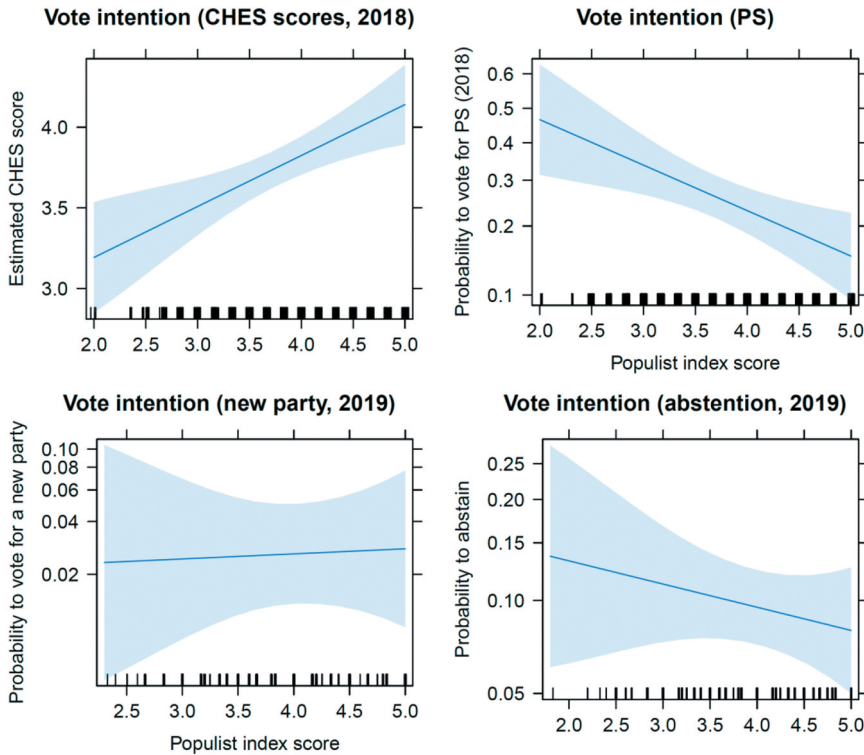 Vote intention (CHES scores, 2018)
Estimated CHES score
4.0
3.5
3.0
2.0 2.5 3.0 3.5 4.0 4.5 5.0
Vote intention (PS)
Probability to vote for PS (2018)
0.6
0.5
0.4
0.3
0.2
0.1
2.0 2.5 3.0 3.5 4.0 4.5 5.0
Populist index score
Vote intention (new party, 2019)
Probability to vote for a new party
0.10
0.08
0.06
0.04
0.02
2.5 3.0 3.5 4.0 4.5 5.0
Populist index score
Vote intention (abstention, 2019)
Probability to abstain
0.25
0.20
0.15
0.10
0.05
2.0 2.5 3.0 3.5 4.0 4.5 5.0